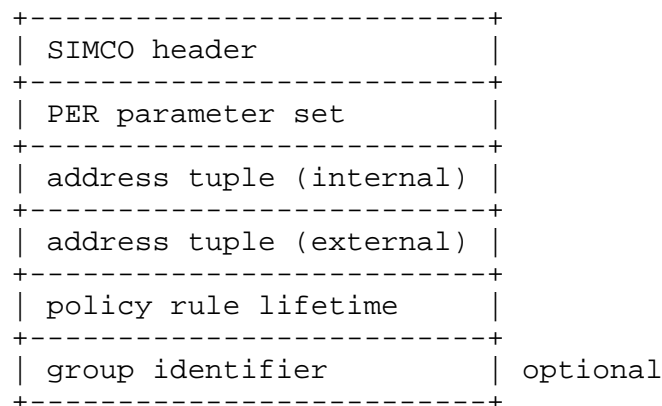 +--------------------------+
| SIMCO header             |
+--------------------------+
| PER parameter set        |
+--------------------------+
| address tuple (internal) |
+--------------------------+
| address tuple (external) |
+--------------------------+
| policy rule lifetime     |
+--------------------------+
| group identifier         | optional
+--------------------------+